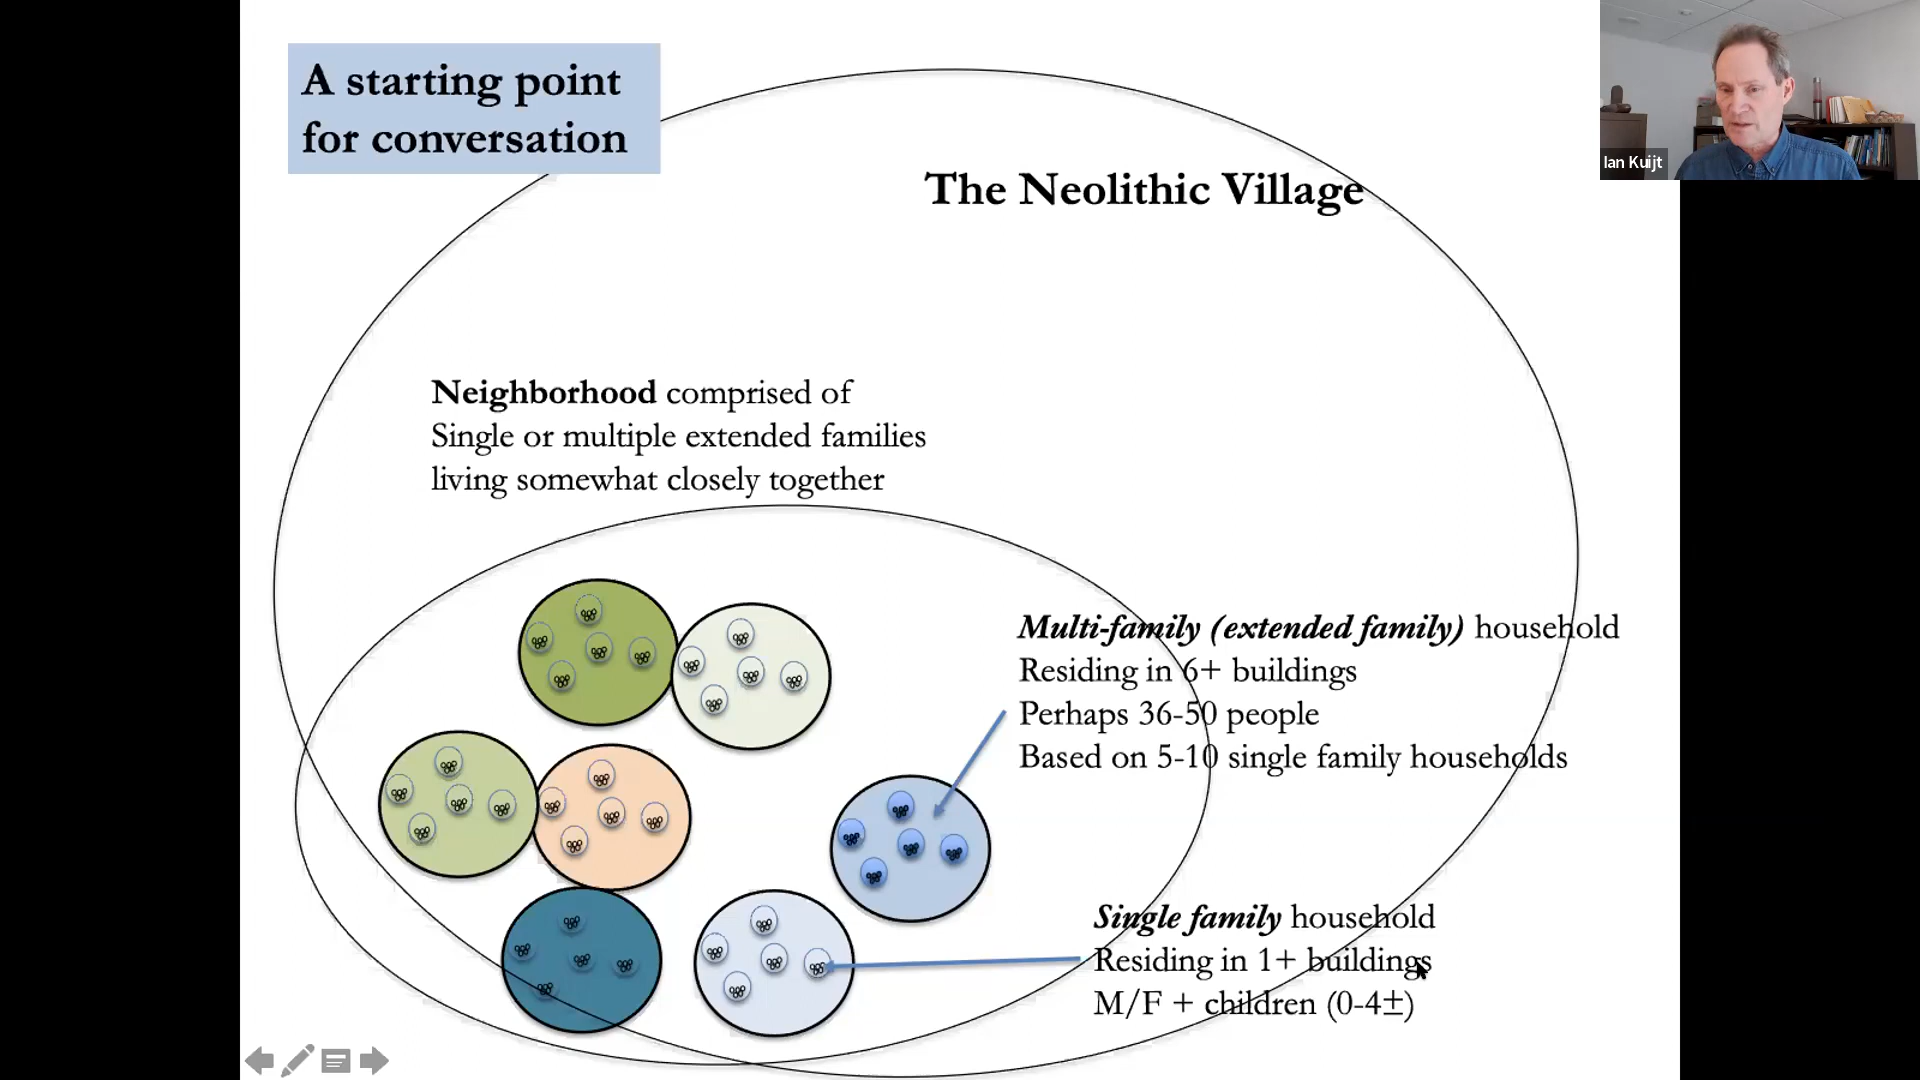 A starting point
for conversation
The Neolithic Village
Ian Kuijt
Neighborhood comprised of
Single or multiple extended families
living somewhat closely together
Multi-family (extended family) household
Residing in 6+ buildings
Perhaps 36-50 people
Based on 5-10 single family households
Single family household
Residing in 1+ buildings
M/F + children (0-4±)